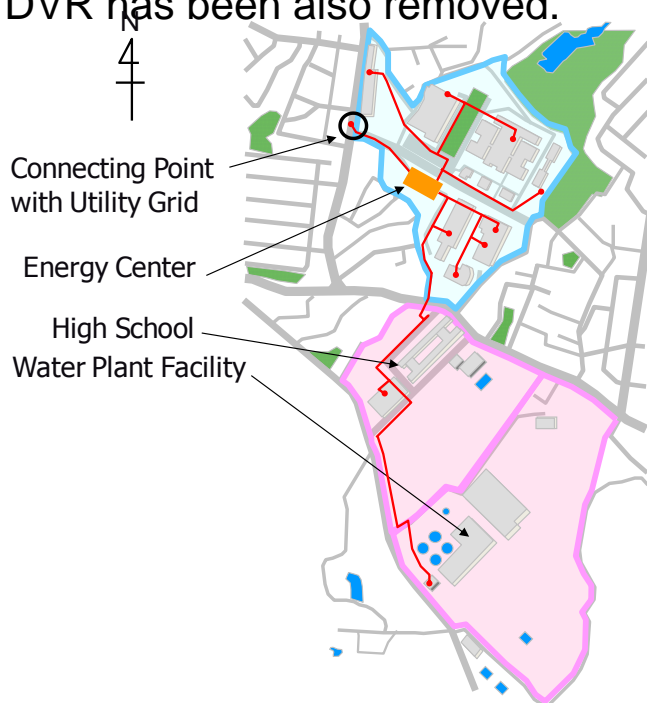 DVR has been also removed.
N
Connecting Point
with Utility Grid
Energy Center
High School
Water Plant Facility